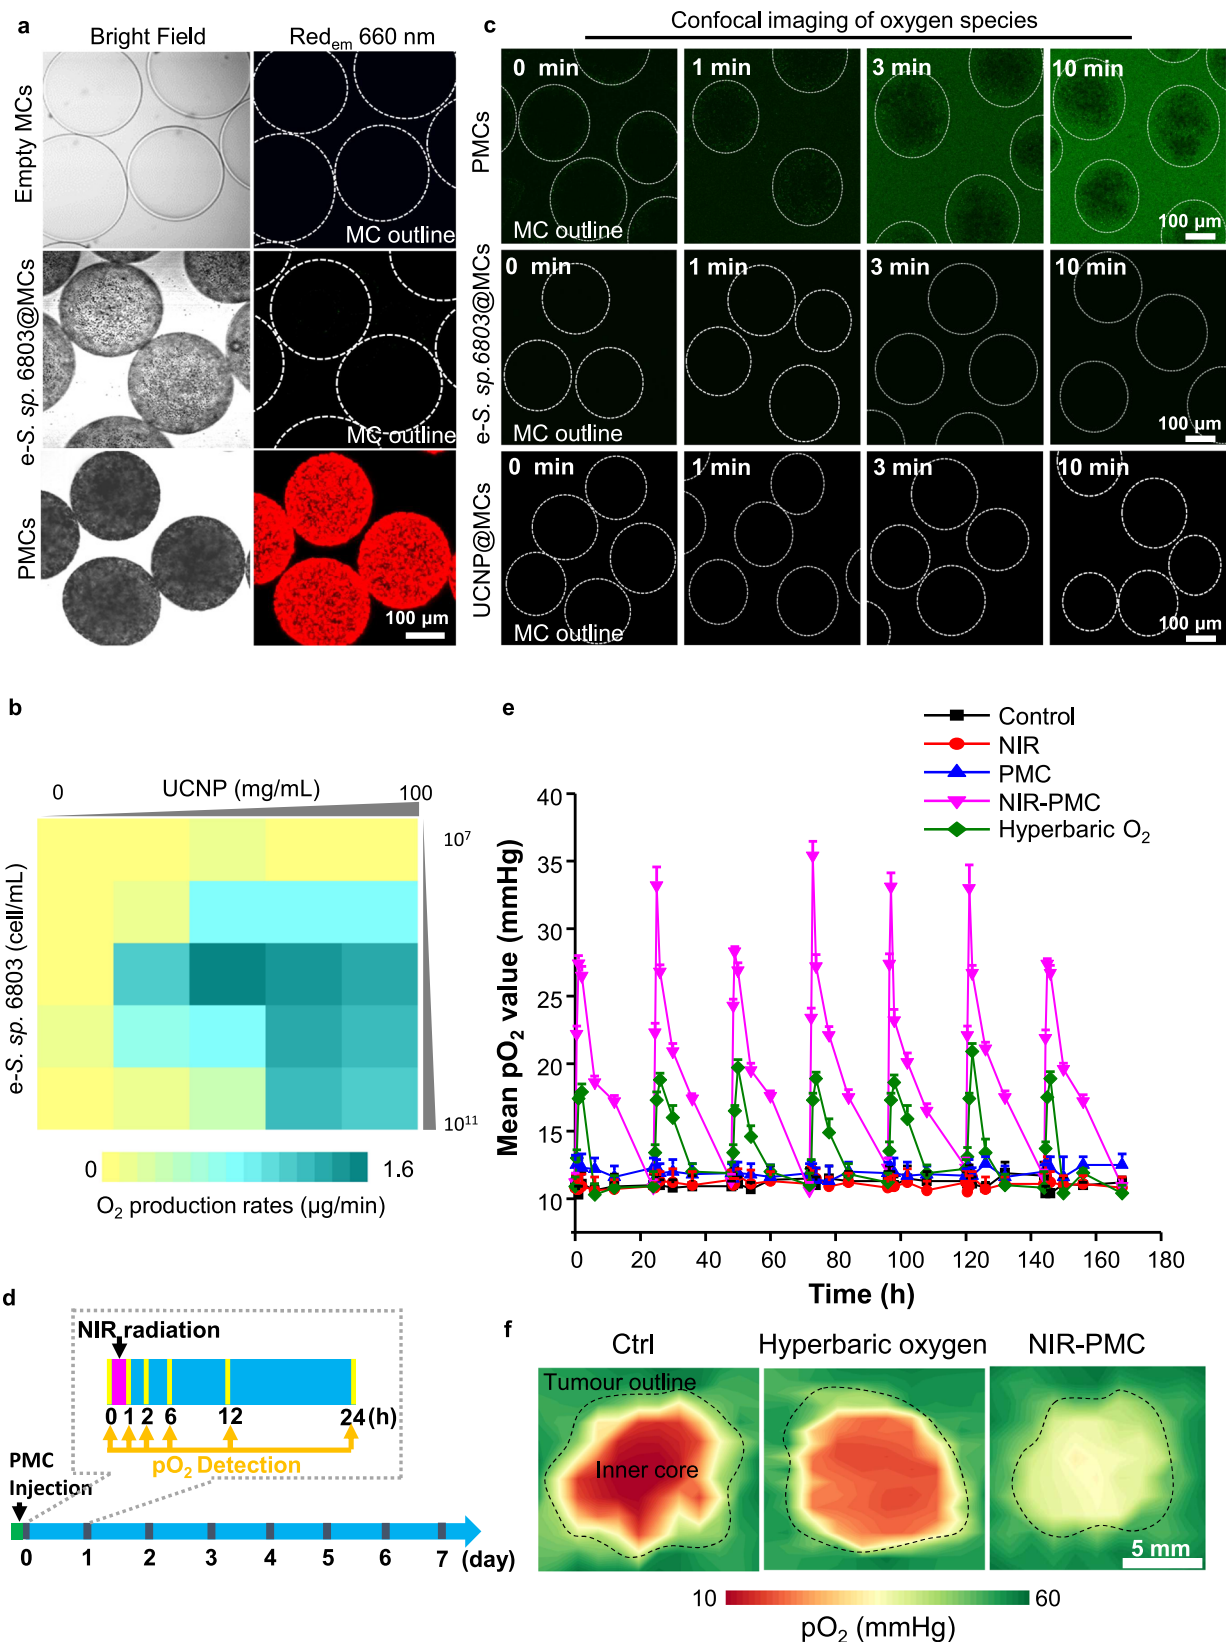 a
Bright Field
Red_em 660 nm
Empty MCs
MC outline
e-S. sp. 6803@MCs
MC outline
PMCs
100 µm
c
Confocal imaging of oxygen species
PMCs
0 min
1 min
3 min
10 min
MC outline
100 µm
e-S. sp. 6803@MCs
0 min
1 min
3 min
10 min
MC outline
100 µm
UCNP@MCs
0 min
1 min
3 min
10 min
MC outline
100 µm
b
UCNP (mg/mL)
0
100
e-S. sp. 6803 (cell/mL)
10⁷
10¹¹
0
1.6
O₂ production rates (µg/min)
e
Control
NIR
PMC
NIR-PMC
Hyperbaric O₂
Mean pO₂ value (mmHg)
40
35
30
25
20
15
10
0 20 40 60 80 100 120 140 160 180
Time (h)
d
NIR radiation
0 1 2 6 12 24 (h)
pO₂ Detection
PMC
Injection
0 1 2 3 4 5 6 7 (day)
f
Ctrl
Hyperbaric oxygen
NIR-PMC
Tumour outline
Inner core
5 mm
10
60
pO₂ (mmHg)